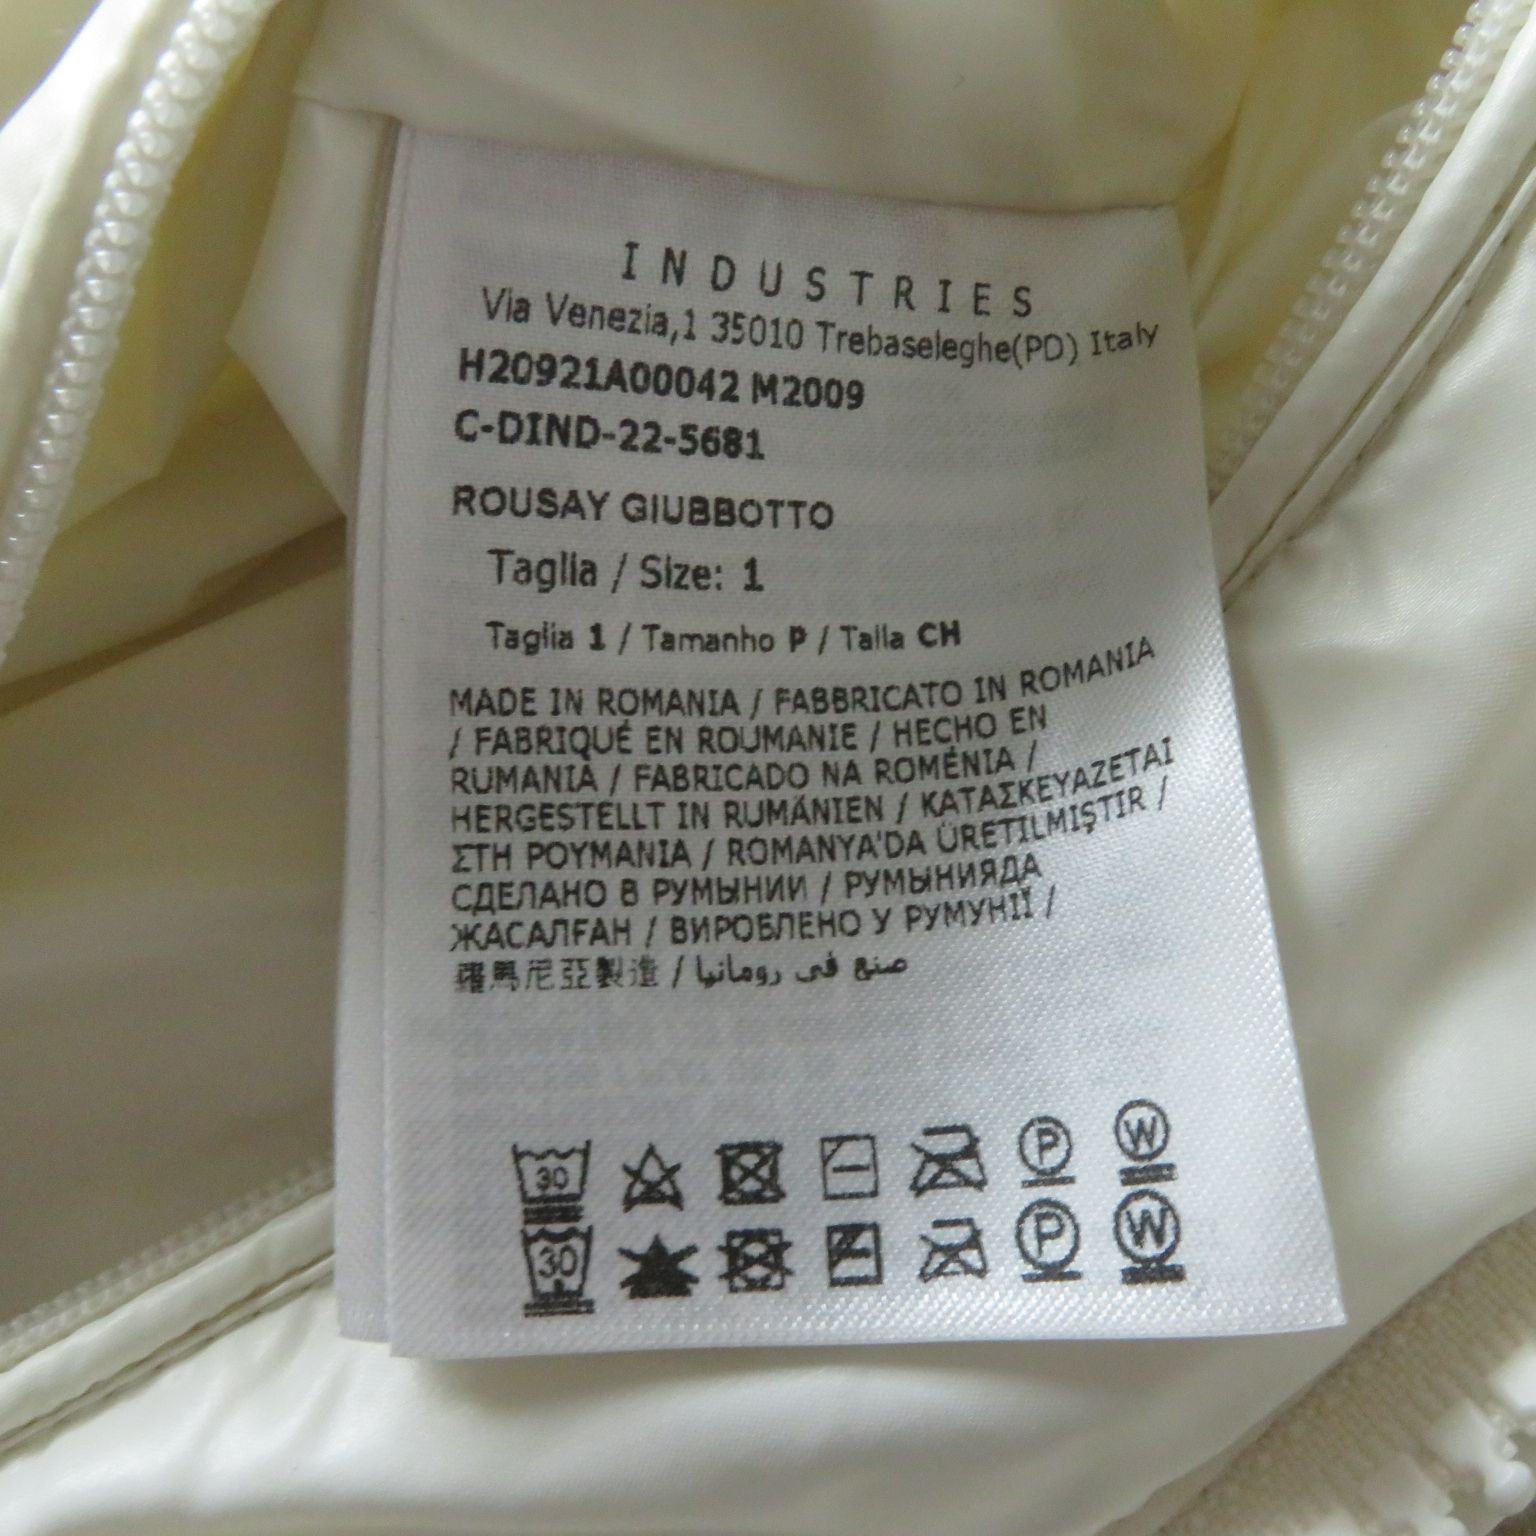 INDUSTRIES
Via Venezia,1 35010 Trebaseleghe(PD) Italy
H20921A00042 M2009
C-DIND-22-5681
ROUSAY GIUBBOTTO
Taglia / Size: 1
Taglia 1 / Tamanho P / Talla CH
MADE IN ROMANIA / FABBRICATO IN ROMANIA
/ FABRIQUÉ EN ROUMANIE / HECHO EN
RUMANIA / FABRICADO NA ROMÉNIA /
HERGESTELLT IN RUMÄNIEN / ΚΑΤΑΣΚΕΥΑΖΕΤΑΙ
ΣΤΗ ΡΟΥΜΑΝΙΑ / ROMANYA'DA ÜRETILMIŞTIR /
СДЕЛАНО В РУМЫНИИ / РУМЫНИЯДА
ЖАСАЛҒАН / ВИРОБЛЕНО У РУМУНІЇ /
羅馬尼亞製造 / صنع في رومانيا
30 P W
30 P W